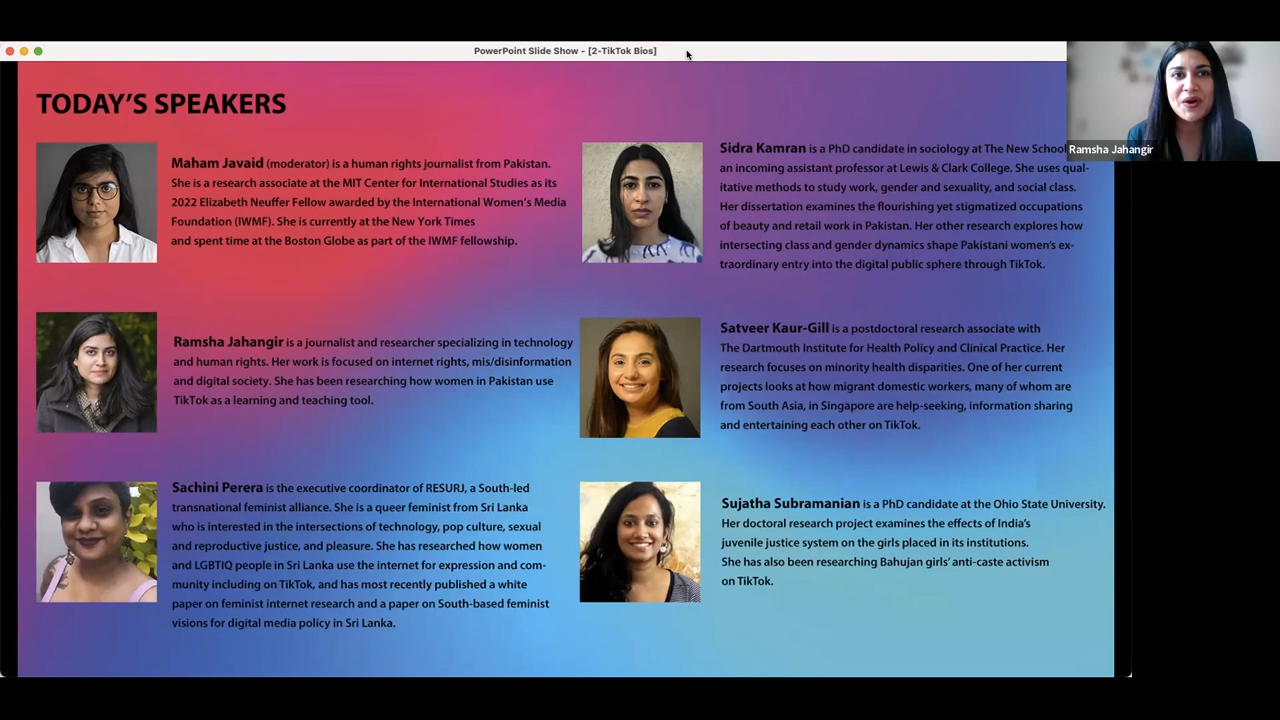 PowerPoint Slide Show - [2-TikTok Bios]
TODAY'S SPEAKERS
Maham Javaid (moderator) is a human rights journalist from Pakistan.
She is a research associate at the MIT Center for International Studies as its
2022 Elizabeth Neuffer Fellow awarded by the International Women's Media
Foundation (IWMF). She is currently at the New York Times
and spent time at the Boston Globe as part of the IWMF fellowship.
Ramsha Jahangir is a journalist and researcher specializing in technology
and human rights. Her work is focused on internet rights, mis/disinformation
and digital society. She has been researching how women in Pakistan use
TikTok as a learning and teaching tool.
Sachini Perera is the executive coordinator of RESURJ, a South-led
transnational feminist alliance. She is a queer feminist from Sri Lanka
who is interested in the intersections of technology, pop culture, sexual
and reproductive justice, and pleasure. She has researched how women
and LGBTIQ people in Sri Lanka use the internet for expression and com-
munity including on TikTok, and has most recently published a white
paper on feminist internet research and a paper on South-based feminist
visions for digital media policy in Sri Lanka.
Sidra Kamran is a PhD candidate in sociology at The New School
an incoming assistant professor at Lewis & Clark College. She uses qual-
itative methods to study work, gender and sexuality, and social class.
Her dissertation examines the flourishing yet stigmatized occupations
of beauty and retail work in Pakistan. Her other research explores how
intersecting class and gender dynamics shape Pakistani women's ex-
traordinary entry into the digital public sphere through TikTok.
Satveer Kaur-Gill is a postdoctoral research associate with
The Dartmouth Institute for Health Policy and Clinical Practice. Her
research focuses on minority health disparities. One of her current
projects looks at how migrant domestic workers, many of whom are
from South Asia, in Singapore are help-seeking, information sharing
and entertaining each other on TikTok.
Sujatha Subramanian is a PhD candidate at the Ohio State University.
Her doctoral research project examines the effects of India's
juvenile justice system on the girls placed in its institutions.
She has also been researching Bahujan girls' anti-caste activism
on TikTok.
Ramsha Jahangir